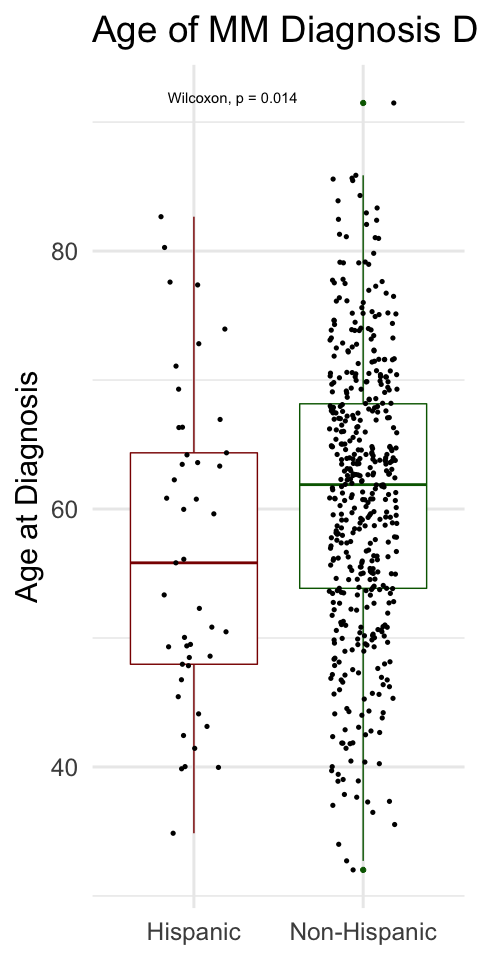 Age of MM Diagnosis D
Wilcoxon, p = 0.014
80
60
40
Age at Diagnosis
Hispanic
Non-Hispanic